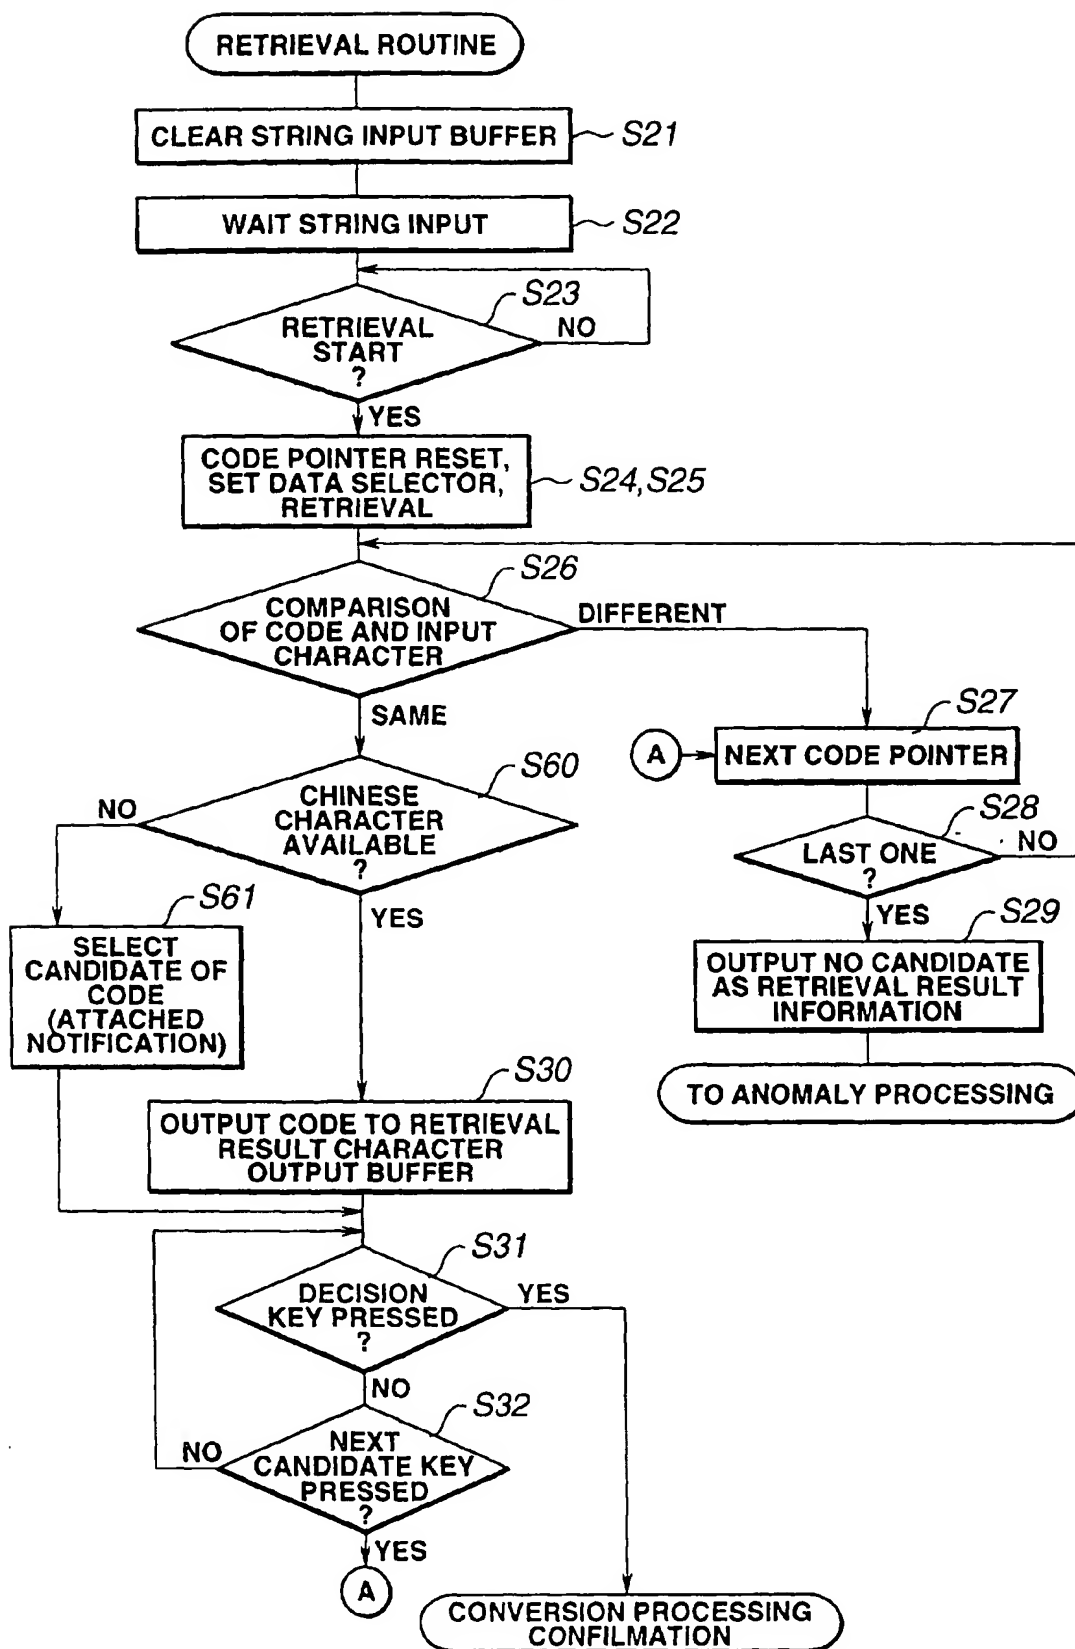 RETRIEVAL ROUTINE
CLEAR STRING INPUT BUFFER
S21
WAIT STRING INPUT
S22
S23
RETRIEVAL
START
?
NO
YES
CODE POINTER RESET,
SET DATA SELECTOR,
RETRIEVAL
S24,S25
S26
COMPARISON
OF CODE AND INPUT
CHARACTER
DIFFERENT
SAME
S27
A
NEXT CODE POINTER
S60
CHINESE
CHARACTER
AVAILABLE
?
NO
YES
S28
LAST ONE
?
NO
YES
S61
SELECT
CANDIDATE OF
CODE
(ATTACHED
NOTIFICATION)
S29
OUTPUT NO CANDIDATE
AS RETRIEVAL RESULT
INFORMATION
TO ANOMALY PROCESSING
S30
OUTPUT CODE TO RETRIEVAL
RESULT CHARACTER
OUTPUT BUFFER
S31
DECISION
KEY PRESSED
?
YES
NO
S32
NEXT
CANDIDATE KEY
PRESSED
?
NO
YES
A
CONVERSION PROCESSING
CONFILMATION